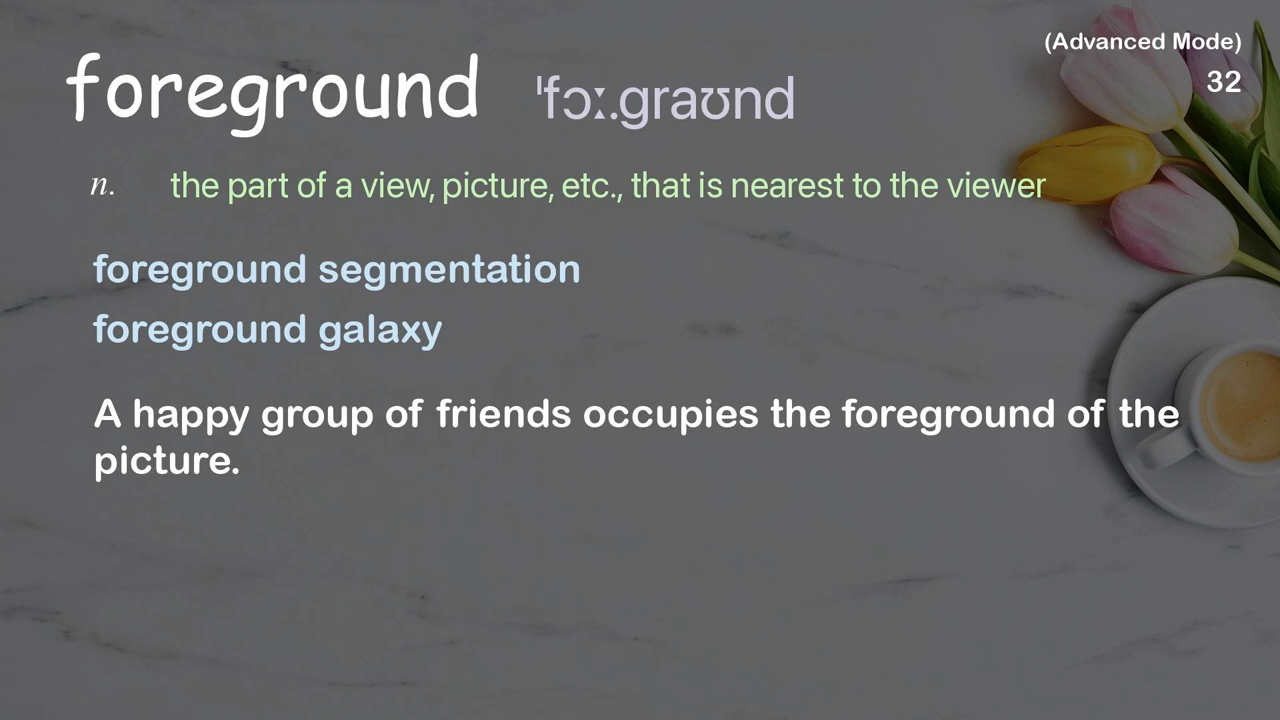 (Advanced Mode)
foreground ˈfɔː.graʊnd
32
n. the part of a view, picture, etc., that is nearest to the viewer
foreground segmentation
foreground galaxy
A happy group of friends occupies the foreground of the
picture.